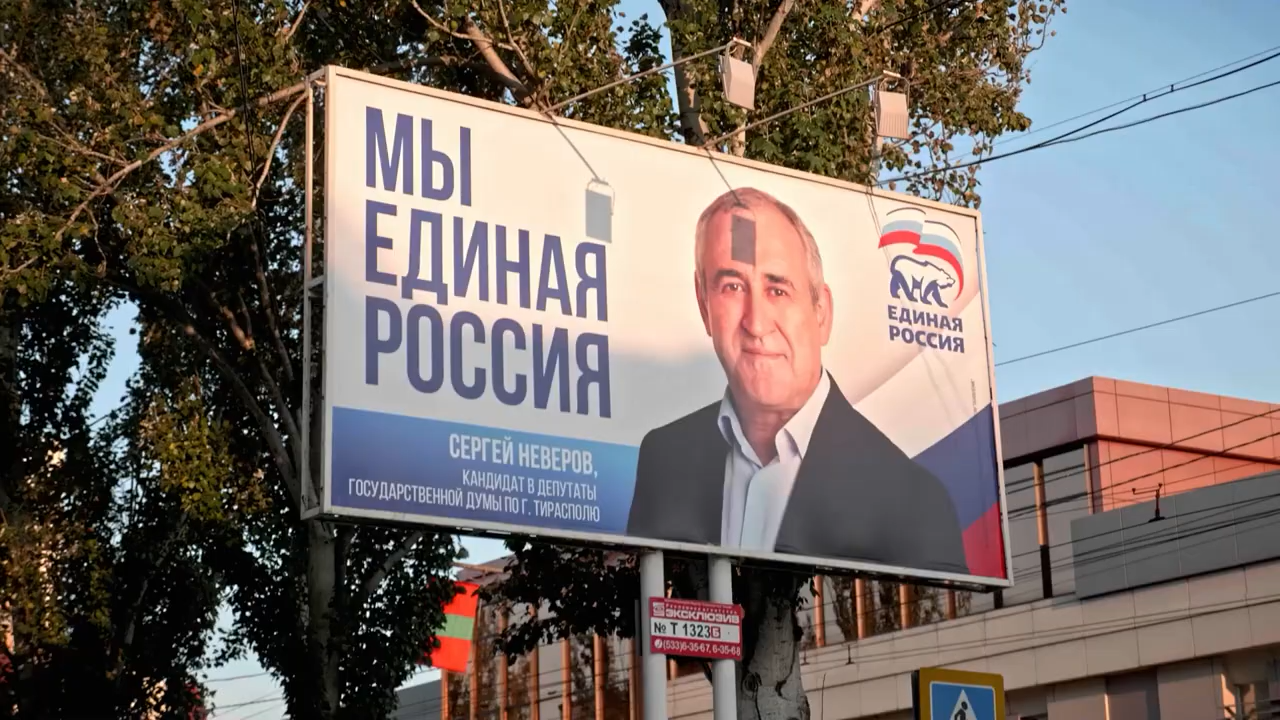 МЫ
ЕДИНАЯ
РОССИЯ
СЕРГЕЙ НЕВЕРОВ,
КАНДИДАТ В ДЕПУТАТЫ
ГОСУДАРСТВЕННОЙ ДУМЫ ПО Г. ТИРАСПОЛЮ
ЕДИНАЯ
РОССИЯ
ЭКСКЛЮЗИВ
№ Т 1323Б
(533)6-35-67, 6-35-68